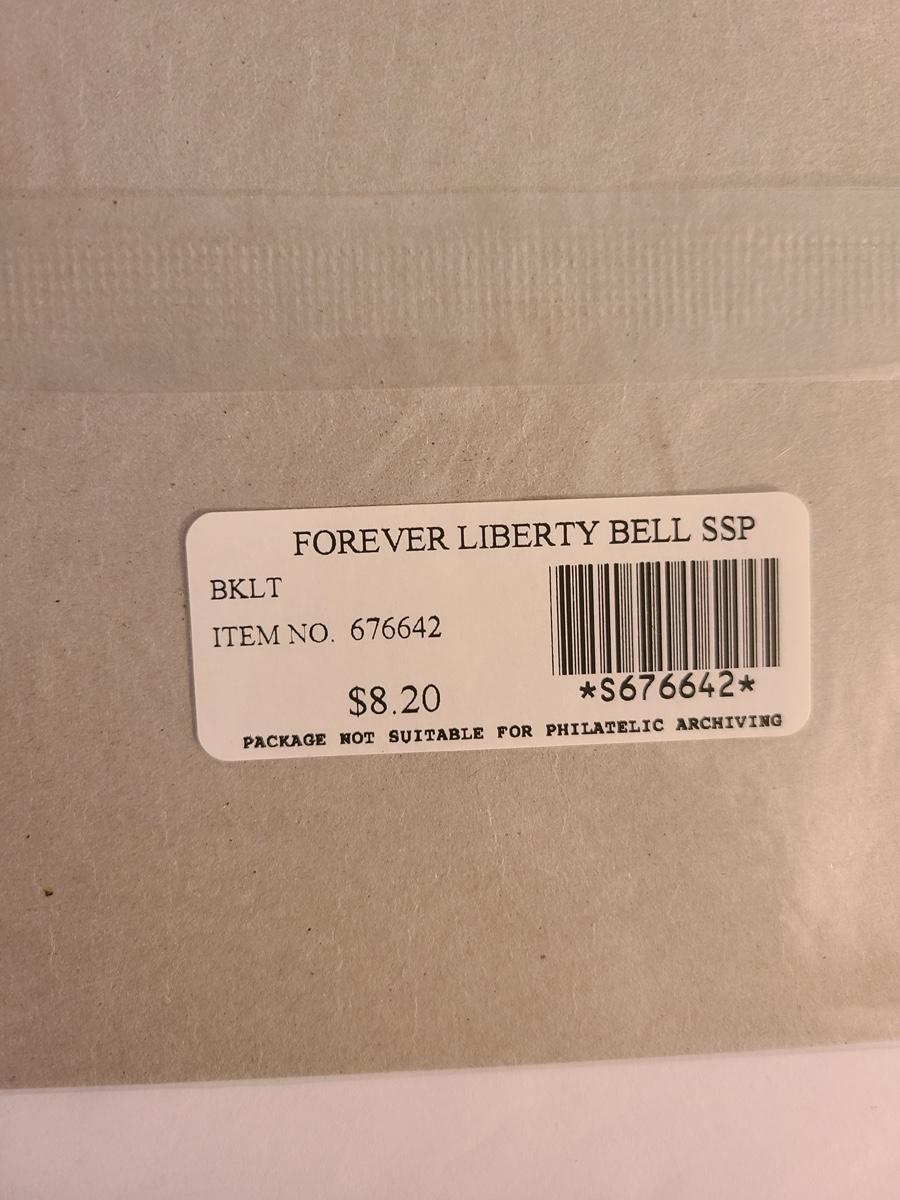 FOREVER LIBERTY BELL SSP
BKLT
ITEM NO. 676642
$8.20
*S676642*
PACKAGE NOT SUITABLE FOR PHILATELIC ARCHIVING